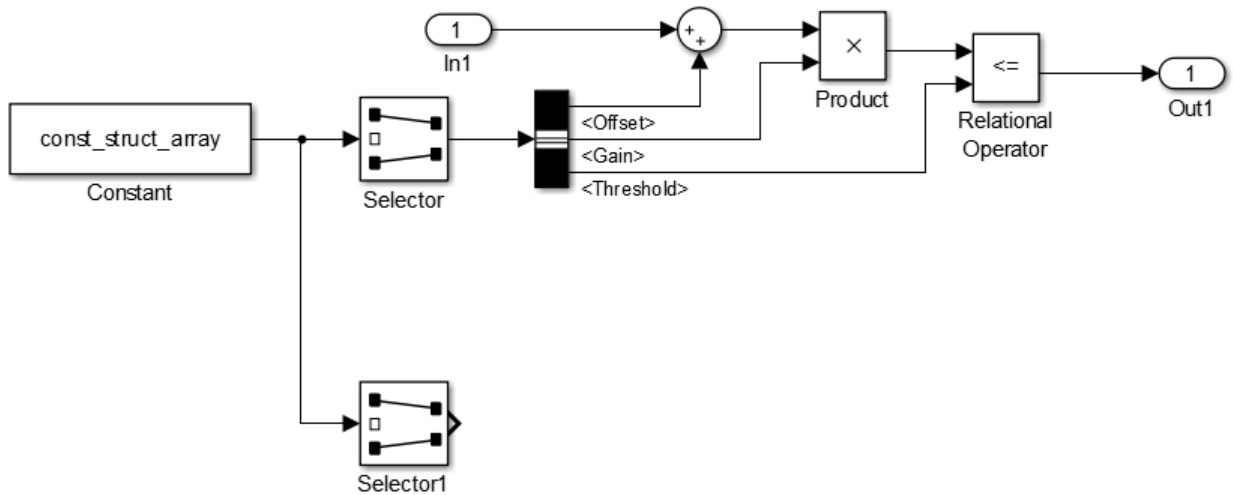 1
In1
+
+
×
Product
<=
Relational
Operator
1
Out1
const_struct_array
Constant
Selector
<Offset>
<Gain>
<Threshold>
Selector1